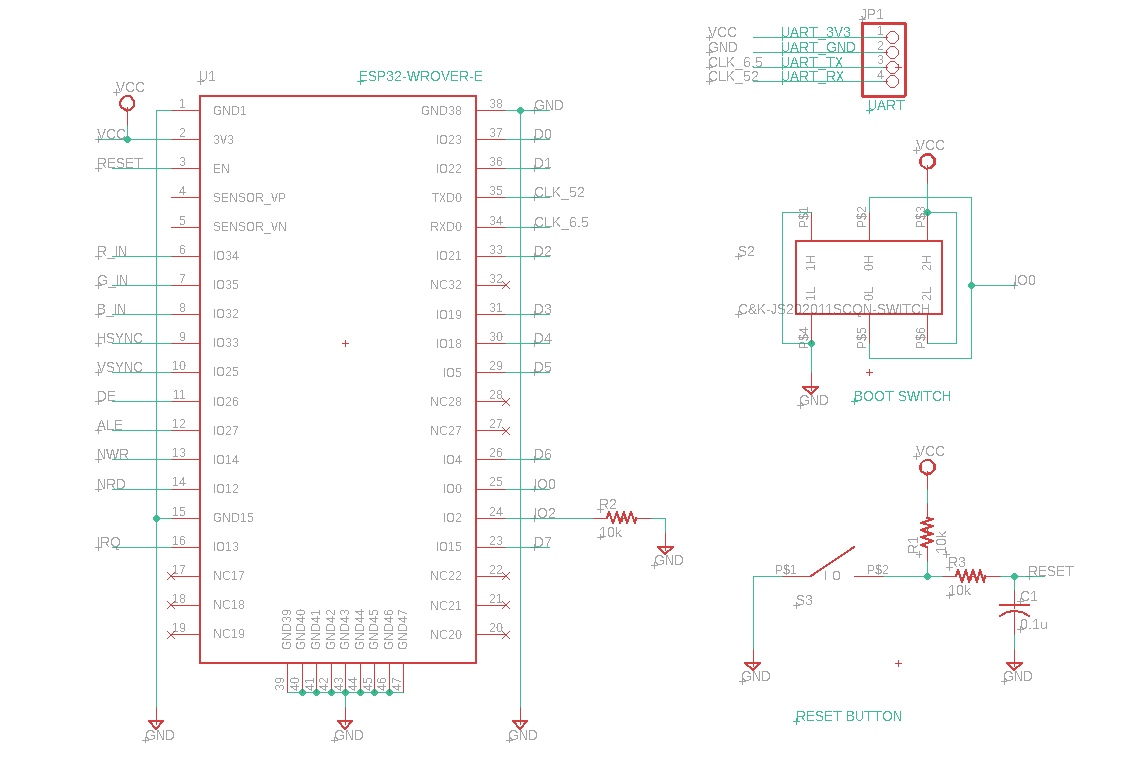 U1 ESP32-WROVER-E
VCC
1 GND1 GND38 38 GND
VCC 2 3V3 IO23 37 D0
RESET 3 EN IO22 36 D1
4 SENSOR_VP TXD0 35 CLK_52
5 SENSOR_VN RXD0 34 CLK_6.5
R_IN 6 IO34 IO21 33 D2
G_IN 7 IO35 NC32 32
B_IN 8 IO32 IO19 31 D3
HSYNC 9 IO33 IO18 30 D4
VSYNC 10 IO25 IO5 29 D5
DE 11 IO26 NC28 28
ALE 12 IO27 NC27 27
NWR 13 IO14 IO4 26 D6
NRD 14 IO12 IO0 25 IO0
15 GND15 IO2 24 IO2
IRQ 16 IO13 IO15 23 D7
17 NC17 NC22 22
18 NC18 NC21 21
19 NC19 NC20 20
GND39 GND40 GND41 GND42 GND43 GND44 GND45 GND46 GND47
39 40 41 42 43 44 45 46 47
GND GND GND
R2
10k
GND
JP1
VCC UART_3V3 1
GND UART_GND 2
CLK_6.5 UART_TX 3
CLK_52 UART_RX 4
UART
VCC
P$1 P$2 P$3
S2
1H 0H 2H
IO0
1L 0L 2L
C&K-JS202011SCQN-SWITCH
P$4 P$5 P$6
GND
BOOT SWITCH
VCC
R1 10k
P$1 IO P$2
S3
R3
10k
RESET
C1
0.1u
GND GND
RESET BUTTON